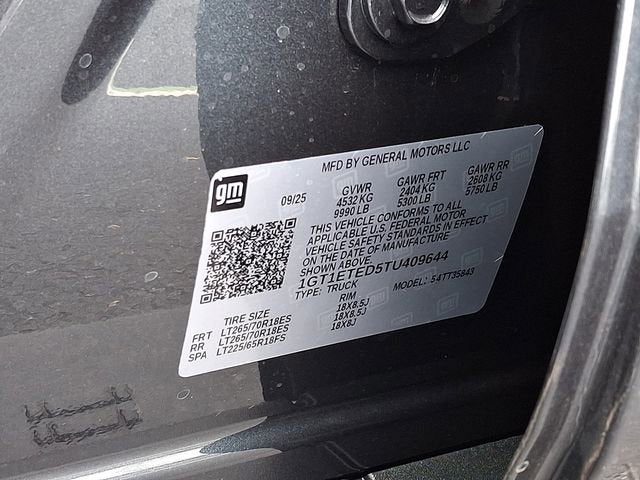 gm
MFD BY GENERAL MOTORS LLC
09/25 GVWR GAWR FRT GAWR RR
4532 KG 2404 KG 2608 KG
9990 LB 5300 LB 5750 LB
THIS VEHICLE CONFORMS TO ALL
APPLICABLE U.S. FEDERAL MOTOR
VEHICLE SAFETY STANDARDS IN EFFECT
ON THE DATE OF MANUFACTURE
SHOWN ABOVE.
1GT1ETED5TU409644
TYPE: TRUCK MODEL: 54TT35843
TIRE SIZE RIM
FRT LT265/70R18ES 18X8.5J
RR LT265/70R18ES 18X8.5J
SPA LT225/65R18FS 18X8J